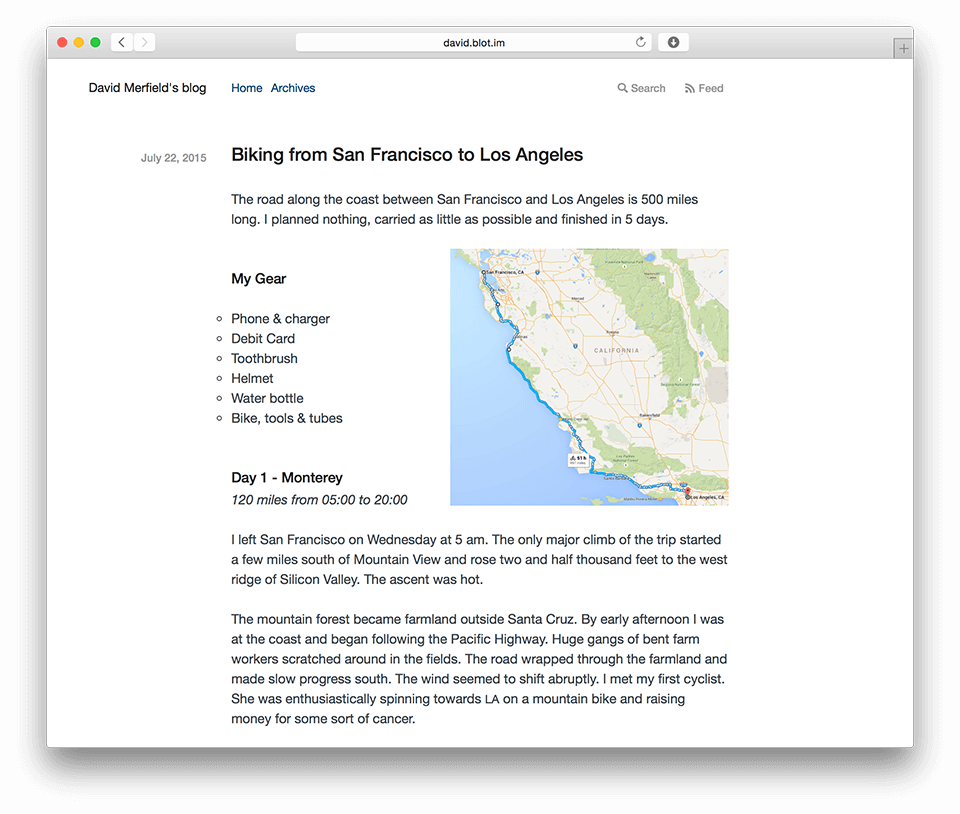 david.blot.im
David Merfield's blog
Home Archives
Search
Feed
July 22, 2015
Biking from San Francisco to Los Angeles
The road along the coast between San Francisco and Los Angeles is 500 miles
long. I planned nothing, carried as little as possible and finished in 5 days.
My Gear
Phone & charger
Debit Card
Toothbrush
Helmet
Water bottle
Bike, tools & tubes
San Francisco, CA
CALIFORNIA
51 h
Los Angeles, CA
Day 1 - Monterey
120 miles from 05:00 to 20:00
I left San Francisco on Wednesday at 5 am. The only major climb of the trip started
a few miles south of Mountain View and rose two and half thousand feet to the west
ridge of Silicon Valley. The ascent was hot.
The mountain forest became farmland outside Santa Cruz. By early afternoon I was
at the coast and began following the Pacific Highway. Huge gangs of bent farm
workers scratched around in the fields. The road wrapped through the farmland and
made slow progress south. The wind seemed to shift abruptly. I met my first cyclist.
She was enthusiastically spinning towards LA on a mountain bike and raising
money for some sort of cancer.